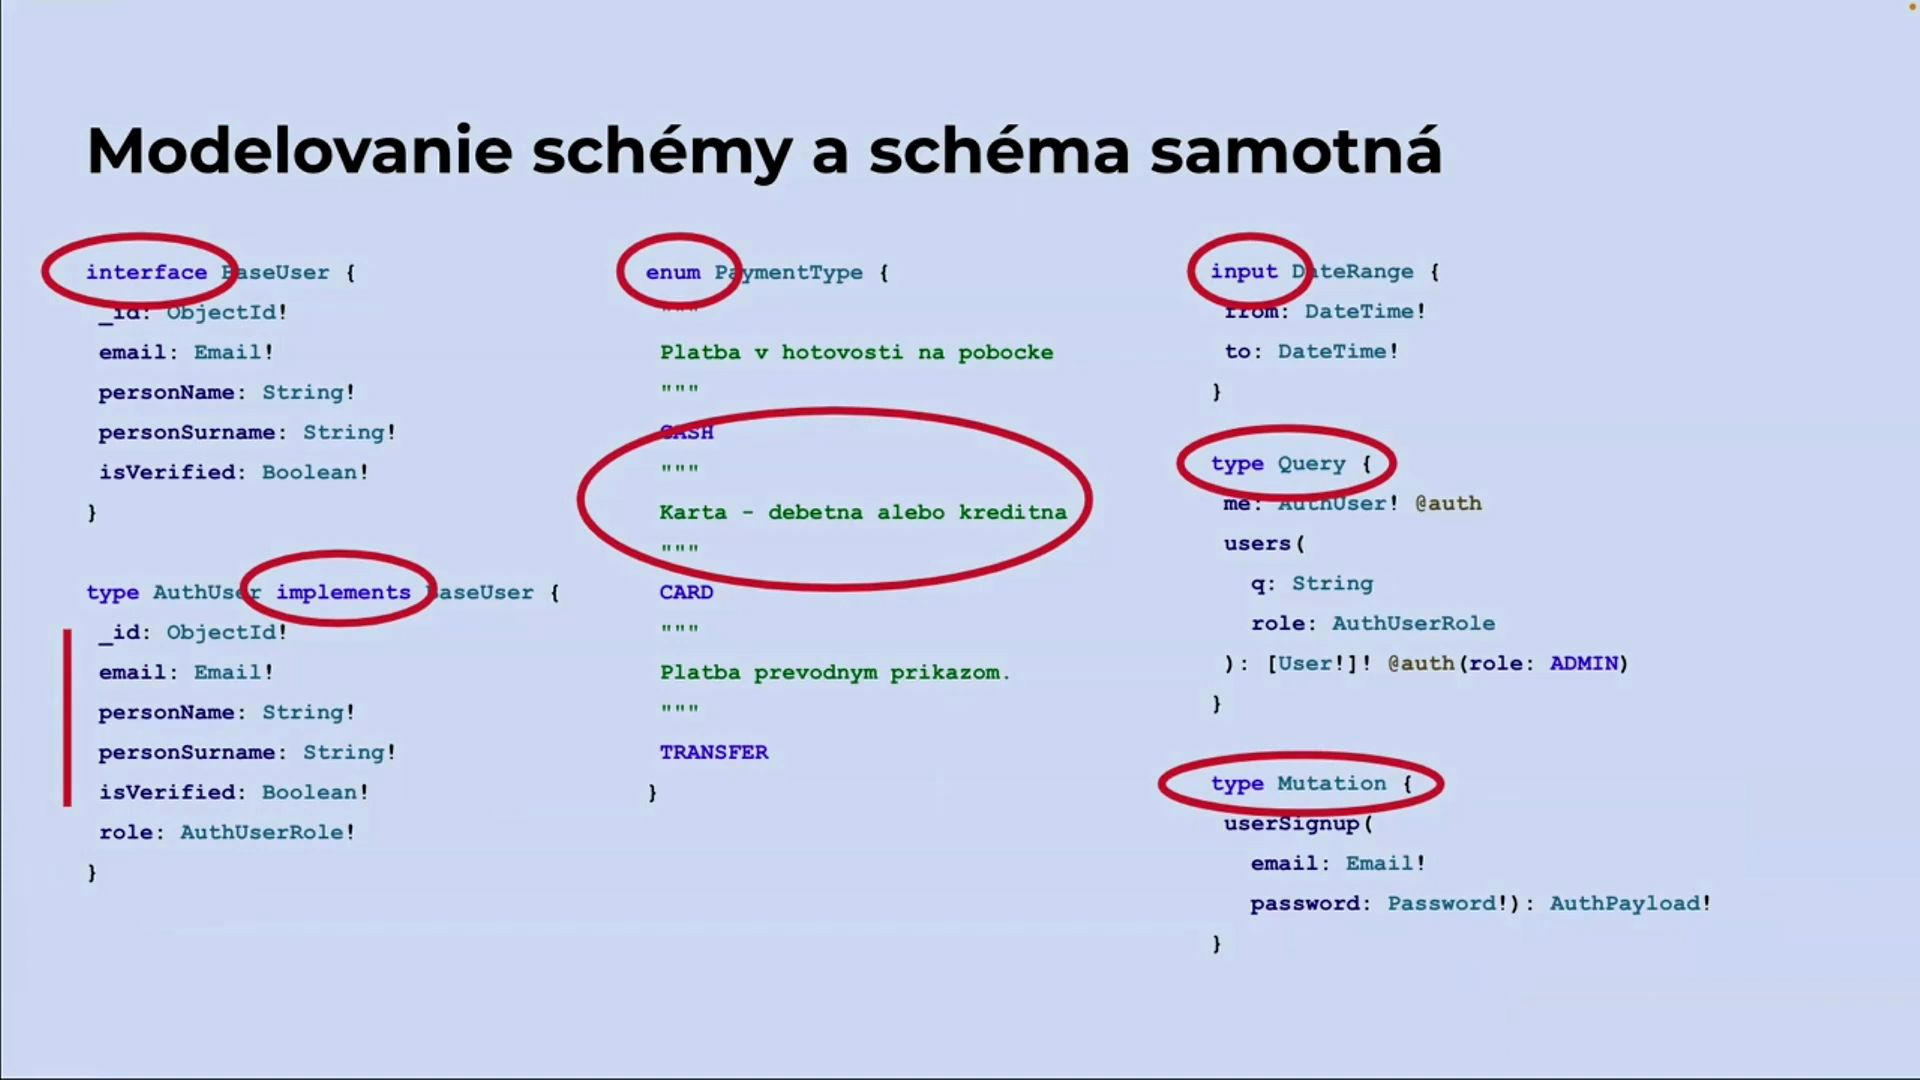 Modelovanie schémy a schéma samotná
interface BaseUser {
_id: ObjectId!
email: Email!
personName: String!
personSurname: String!
isVerified: Boolean!
}
type AuthUser implements BaseUser {
_id: ObjectId!
email: Email!
personName: String!
personSurname: String!
isVerified: Boolean!
role: AuthUserRole!
}
enum PaymentType {
"""
Platba v hotovosti na pobocke
"""
CASH
"""
Karta - debetna alebo kreditna
"""
CARD
"""
Platba prevodnym prikazom.
"""
TRANSFER
}
input DateRange {
from: DateTime!
to: DateTime!
}
type Query {
me: AuthUser! @auth
users(
q: String
role: AuthUserRole
): [User!]! @auth(role: ADMIN)
}
type Mutation {
userSignup(
email: Email!
password: Password!): AuthPayload!
}